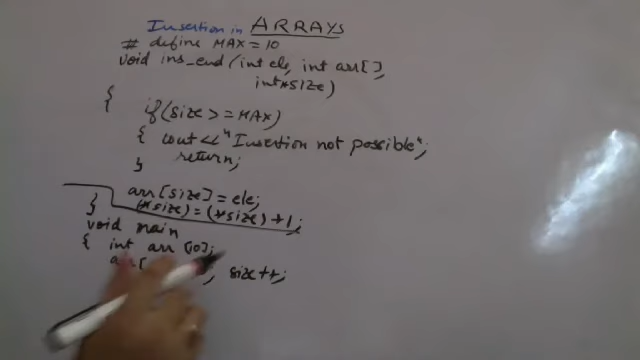 Insertion in ARRAYS
# define MAX = 10
void ins_end (int ele, int arr[],
int *size)
{
if (size >= MAX)
{ cout << "Insertion not possible";
return;
}
arr[size] = ele;
(*size) = (*size) + 1;
}
void main
{ int arr [10];
size++;